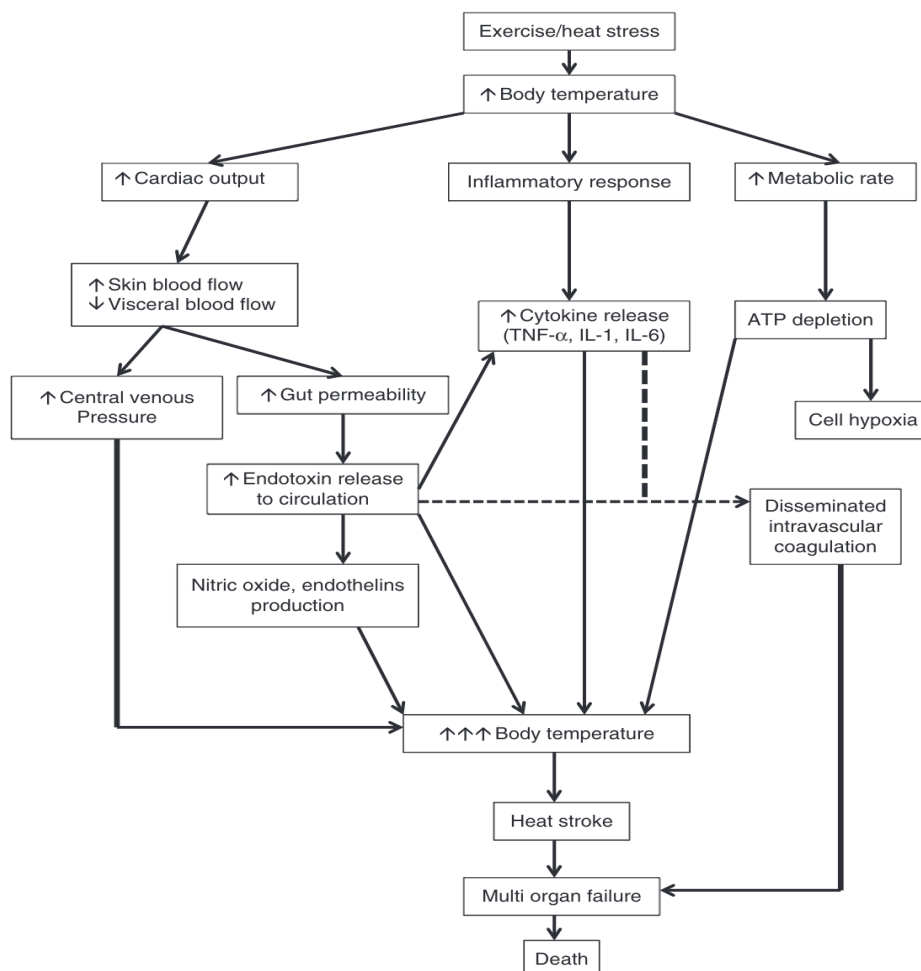 Exercise/heat stress
↑ Body temperature
↑ Cardiac output
Inflammatory response
↑ Metabolic rate
↑ Skin blood flow
↓ Visceral blood flow
↑ Cytokine release
(TNF-α, IL-1, IL-6)
ATP depletion
↑ Central venous
Pressure
↑ Gut permeability
Cell hypoxia
↑ Endotoxin release
to circulation
Disseminated
intravascular
coagulation
Nitric oxide, endothelins
production
↑↑↑ Body temperature
Heat stroke
Multi organ failure
Death